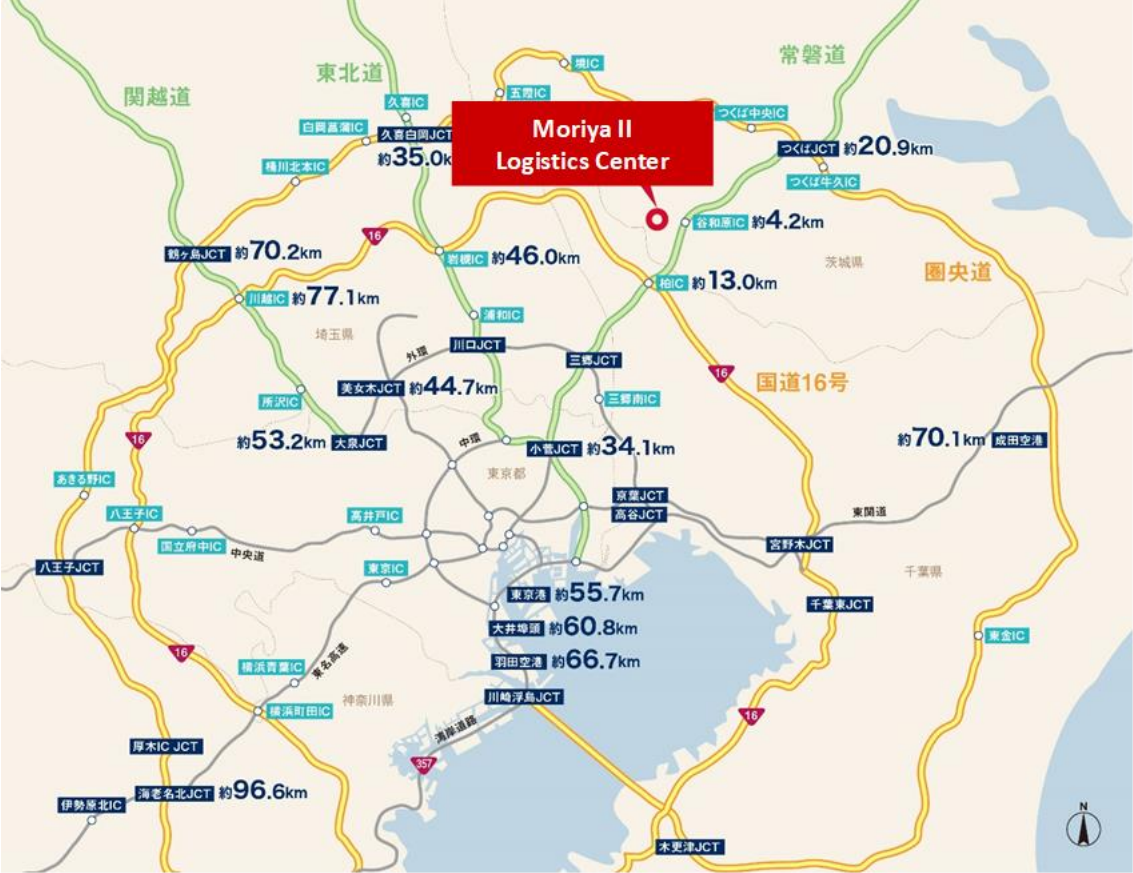 常磐道
東北道
境IC
関越道
五霞IC
久喜IC
つくば中央IC
白岡菖蒲IC
久喜白岡JCT
約35.0k
Moriya II
Logistics Center
つくばJCT 約20.9km
桶川北本IC
つくば牛久IC
谷和原IC 約4.2km
16
鶴ヶ島JCT 約70.2km
岩槻IC 約46.0km
茨城県
圏央道
柏IC 約13.0km
川越IC 約77.1km
浦和IC
埼玉県
川口JCT
外環
三郷JCT
16
国道16号
美女木JCT 約44.7km
所沢IC
三郷南IC
16
約53.2km 大泉JCT
中環
小菅JCT 約34.1km
約70.1km 成田空港
東京都
あきる野IC
京葉JCT
高谷JCT
東関道
八王子IC
高井戸IC
国立府中IC
中央道
宮野木JCT
八王子JCT
東京IC
千葉県
東京港 約55.7km
千葉東JCT
大井埠頭 約60.8km
東金IC
16
羽田空港 約66.7km
横浜青葉IC
東名高速
神奈川県
川崎浮島JCT
横浜町田IC
16
湾岸道路
厚木IC JCT
357
海老名北JCT 約96.6km
伊勢原北IC
N
木更津JCT